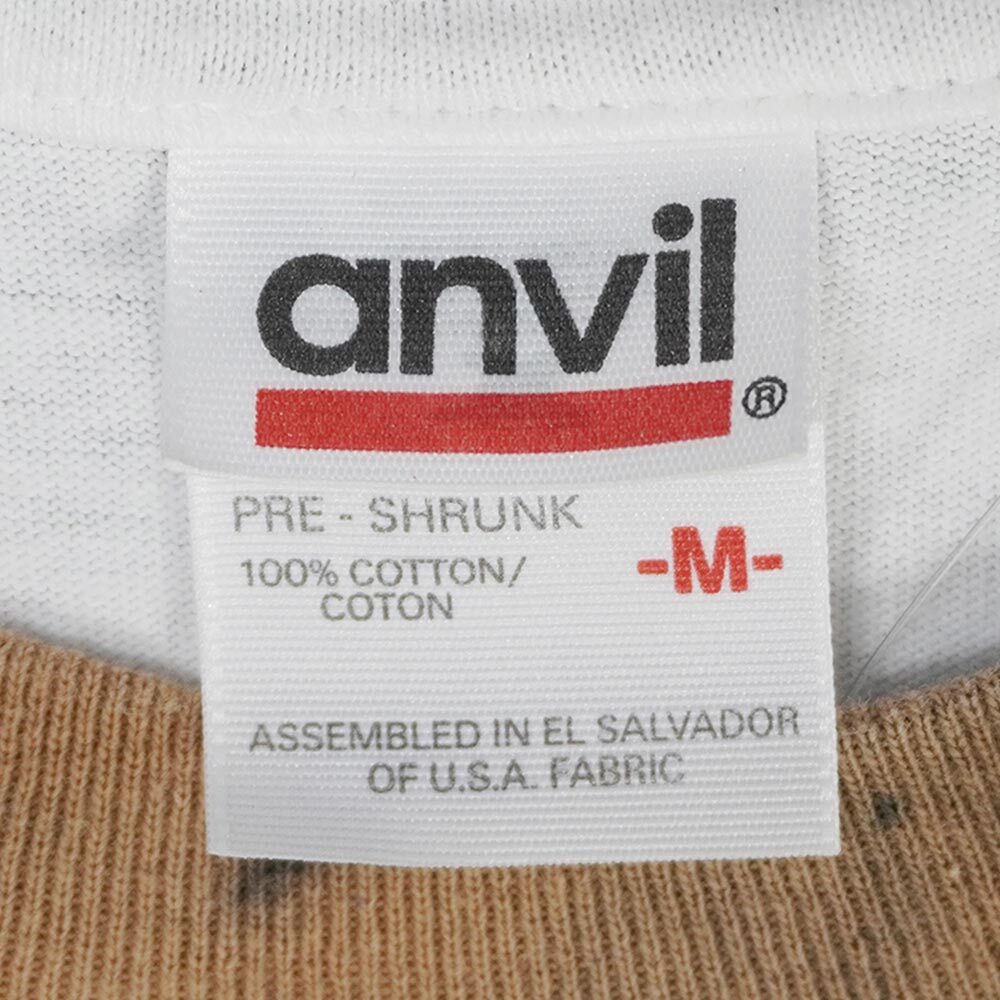 anvil®
PRE - SHRUNK
100% COTTON/
COTON
-M-
ASSEMBLED IN EL SALVADOR
OF U.S.A. FABRIC